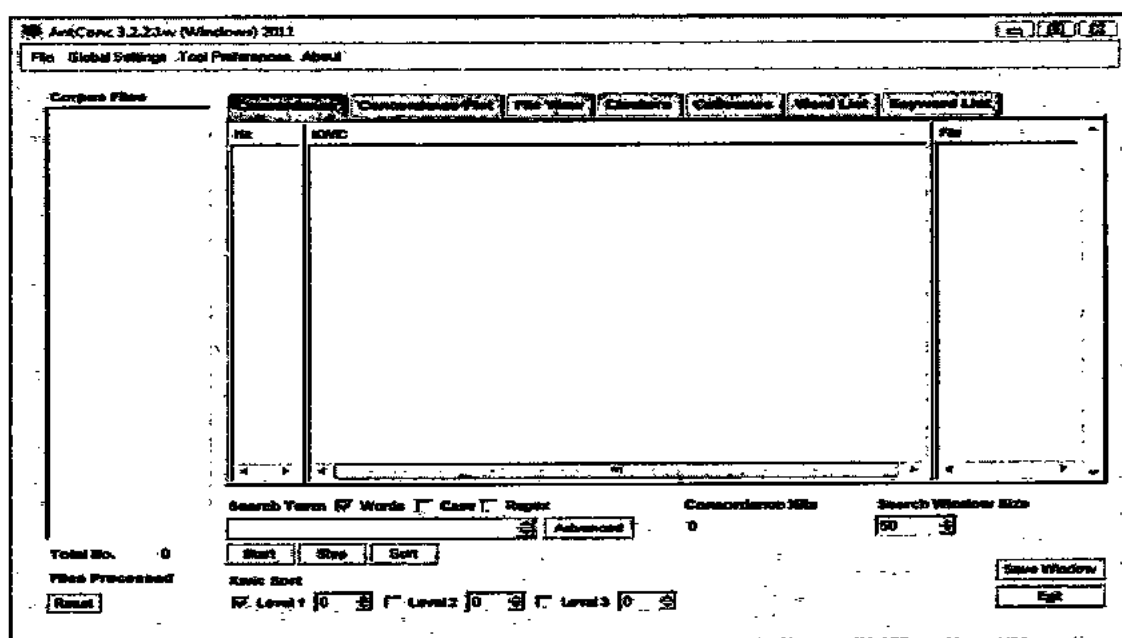 AntConc 3.2.2.1w (Windows) 2011
File Global Settings Tool Preferences About
Corpus Files
Concordance Concordance Plot File View Clusters Collocates Word List Keyword List
Hit KWIC File
Search Term Words Case Regex Concordance Hits Search Window Size
Advanced 0 50
Total No. 0 Start Stop Sort
Files Processed Kwic Sort Save Window
Reset Level 1 0 Level 2 0 Level 3 0 Exit